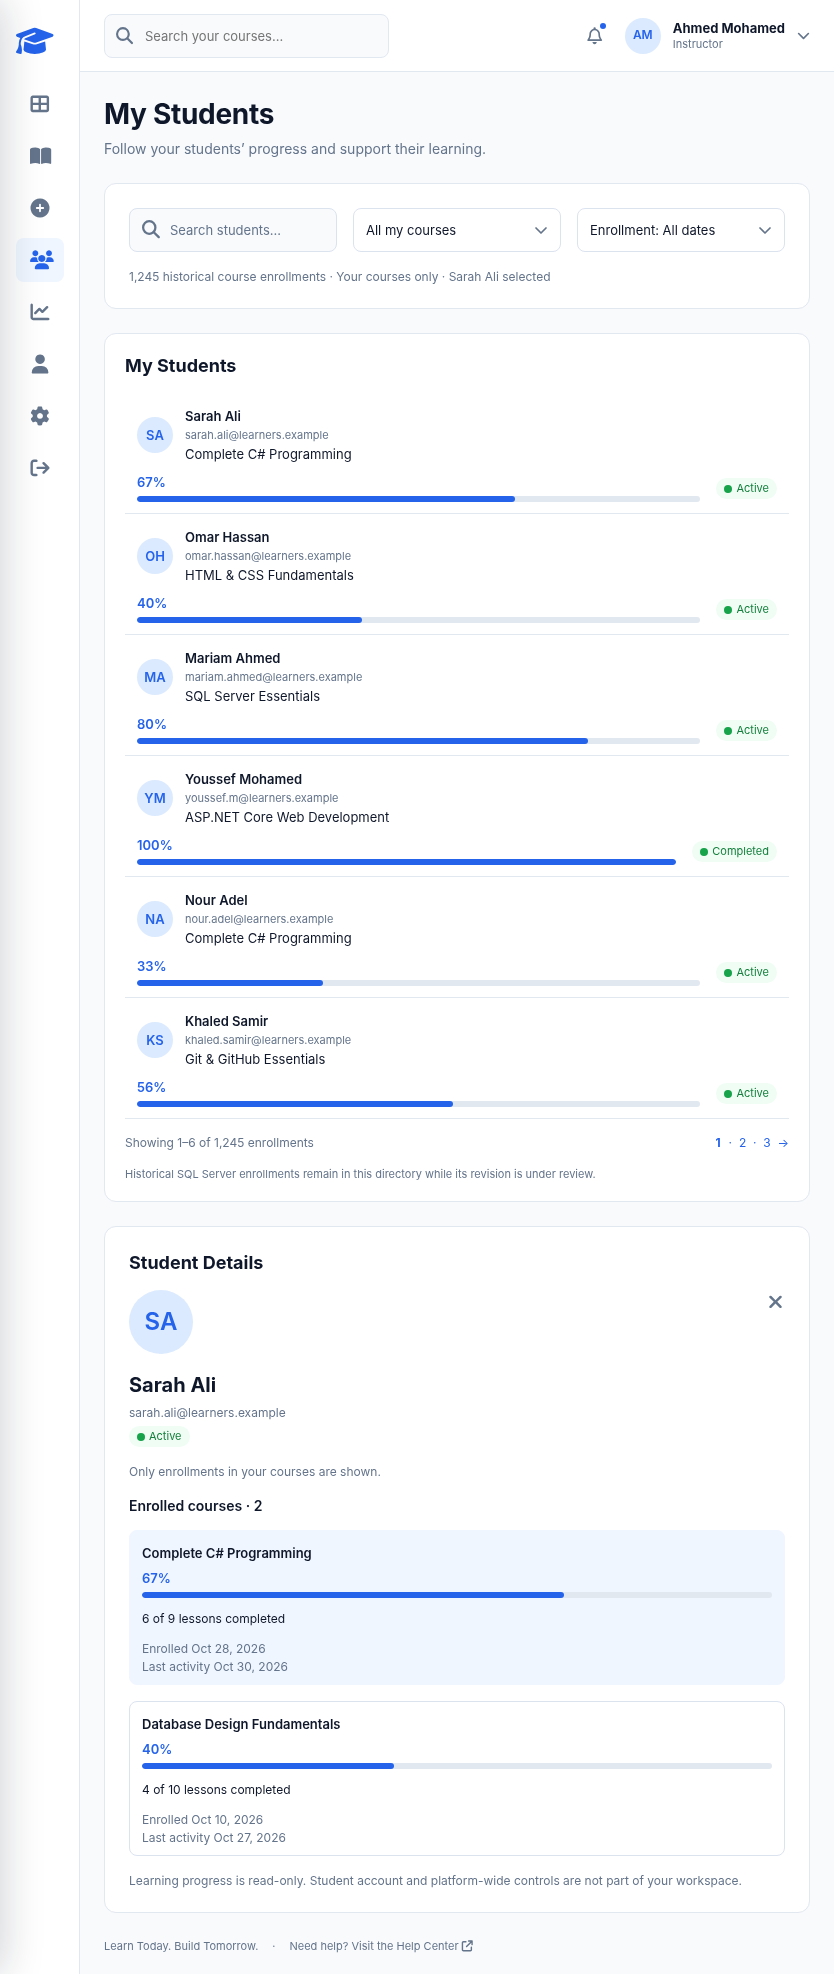 Search your courses...
AM
Ahmed Mohamed
Instructor
My Students
Follow your students’ progress and support their learning.
Search students...
All my courses
Enrollment: All dates
1,245 historical course enrollments · Your courses only · Sarah Ali selected
My Students
SA
Sarah Ali
sarah.ali@learners.example
Complete C# Programming
67%
Active
OH
Omar Hassan
omar.hassan@learners.example
HTML & CSS Fundamentals
40%
Active
MA
Mariam Ahmed
mariam.ahmed@learners.example
SQL Server Essentials
80%
Active
YM
Youssef Mohamed
youssef.m@learners.example
ASP.NET Core Web Development
100%
Completed
NA
Nour Adel
nour.adel@learners.example
Complete C# Programming
33%
Active
KS
Khaled Samir
khaled.samir@learners.example
Git & GitHub Essentials
56%
Active
Showing 1–6 of 1,245 enrollments
1 · 2 · 3 →
Historical SQL Server enrollments remain in this directory while its revision is under review.
Student Details
SA
Sarah Ali
sarah.ali@learners.example
Active
Only enrollments in your courses are shown.
Enrolled courses · 2
Complete C# Programming
67%
6 of 9 lessons completed
Enrolled Oct 28, 2026
Last activity Oct 30, 2026
Database Design Fundamentals
40%
4 of 10 lessons completed
Enrolled Oct 10, 2026
Last activity Oct 27, 2026
Learning progress is read-only. Student account and platform-wide controls are not part of your workspace.
Learn Today. Build Tomorrow. · Need help? Visit the Help Center